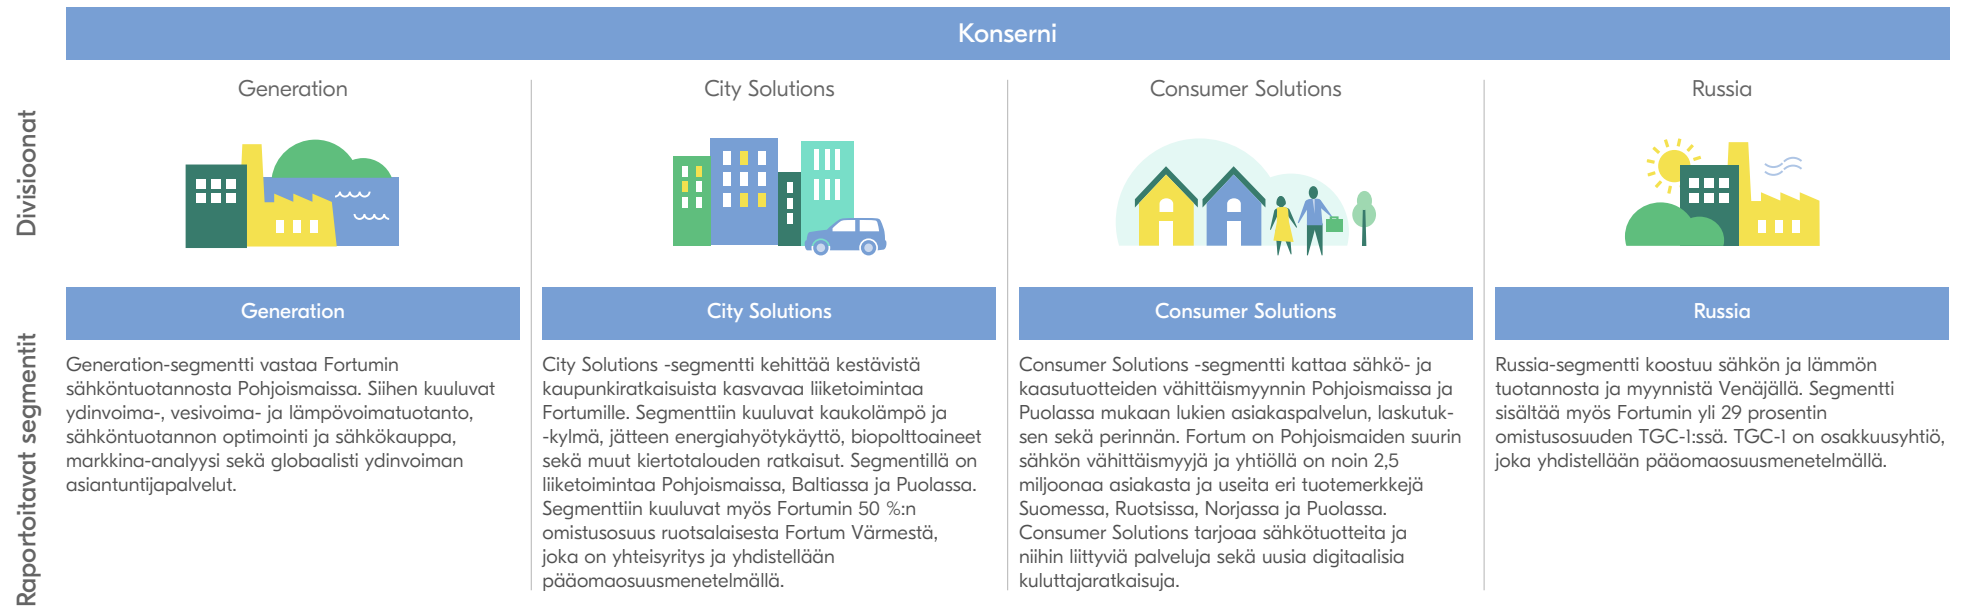 Konserni
Divisioonat
Generation
City Solutions
Consumer Solutions
Russia
Raportoitavat segmentit
Generation
Generation-segmentti vastaa Fortumin
sähköntuotannosta Pohjoismaissa. Siihen kuuluvat
ydinvoima-, vesivoima- ja lämpövoimatuotanto,
sähköntuotannon optimointi ja sähkökauppa,
markkina-analyysi sekä globaalisti ydinvoiman
asiantuntijapalvelut.
City Solutions
City Solutions -segmentti kehittää kestävistä
kaupunkiratkaisuista kasvavaa liiketoimintaa
Fortumille. Segmenttiin kuuluvat kaukolämpö ja
-kylmä, jätteen energiahyötykäyttö, biopolttoaineet
sekä muut kiertotalouden ratkaisut. Segmentillä on
liiketoimintaa Pohjoismaissa, Baltiassa ja Puolassa.
Segmenttiin kuuluvat myös Fortumin 50 %:n
omistusosuus ruotsalaisesta Fortum Värmestä,
joka on yhteisyritys ja yhdistellään
pääomaosuusmenetelmällä.
Consumer Solutions
Consumer Solutions -segmentti kattaa sähkö- ja
kaasutuotteiden vähittäismyynnin Pohjoismaissa ja
Puolassa mukaan lukien asiakaspalvelun, laskutuk-
sen sekä perinnän. Fortum on Pohjoismaiden suurin
sähkön vähittäismyyjä ja yhtiöllä on noin 2,5
miljoonaa asiakasta ja useita eri tuotemerkkejä
Suomessa, Ruotsissa, Norjassa ja Puolassa.
Consumer Solutions tarjoaa sähkötuotteita ja
niihin liittyviä palveluja sekä uusia digitaalisia
kuluttajaratkaisuja.
Russia
Russia-segmentti koostuu sähkön ja lämmön
tuotannosta ja myynnistä Venäjällä. Segmentti
sisältää myös Fortumin yli 29 prosentin
omistusosuuden TGC-1:ssä. TGC-1 on osakkuusyhtiö,
joka yhdistellään pääomaosuusmenetelmällä.